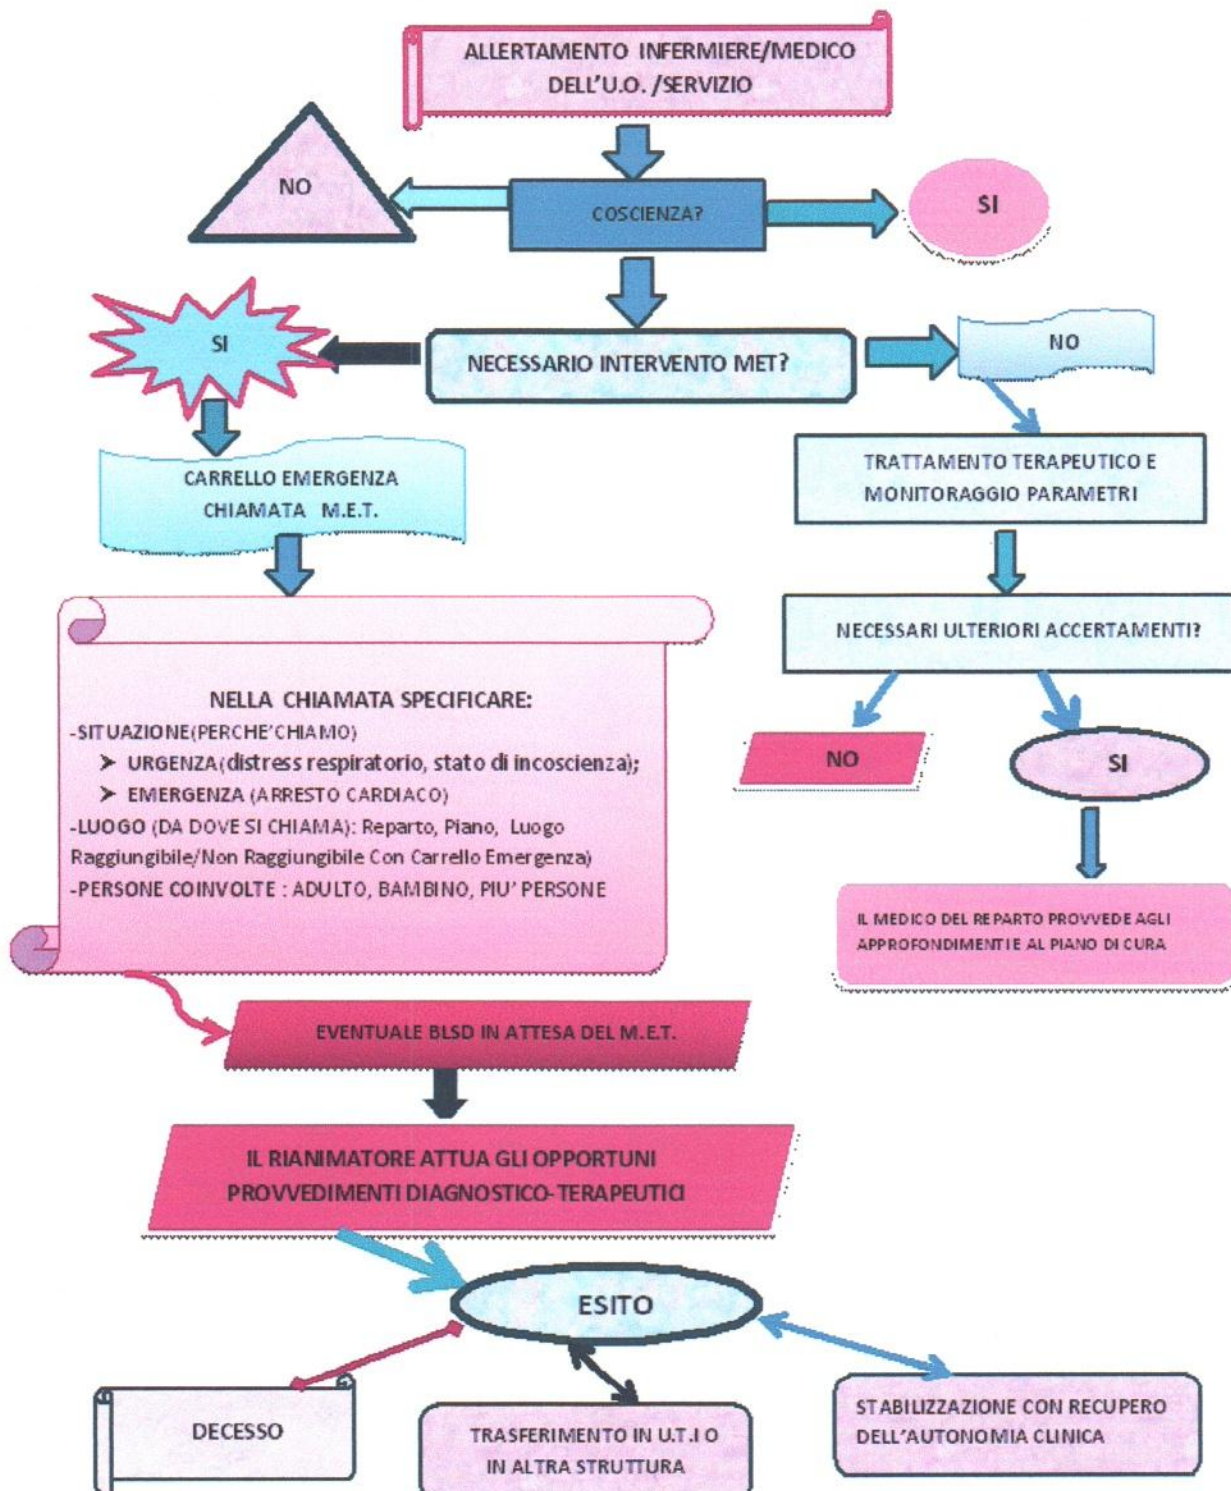 ALLERTAMENTO INFERMIERE/MEDICO
DELL'U.O. /SERVIZIO
NO
COSCIENZA?
SI
SI
NECESSARIO INTERVENTO MET?
NO
CARRELLO EMERGENZA
CHIAMATA M.E.T.
TRATTAMENTO TERAPEUTICO E
MONITORAGGIO PARAMETRI
NECESSARI ULTERIORI ACCERTAMENTI?
NO
SI
IL MEDICO DEL REPARTO PROVVEDE AGLI
APPROFONDIMENTI E AL PIANO DI CURA
NELLA CHIAMATA SPECIFICARE:
-SITUAZIONE(PERCHE'CHIAMO)
➤ URGENZA(distress respiratorio, stato di incoscienza);
➤ EMERGENZA (ARRESTO CARDIACO)
-LUOGO (DA DOVE SI CHIAMA): Reparto, Piano, Luogo
Raggiungibile/Non Raggiungibile Con Carrello Emergenza)
-PERSONE COINVOLTE : ADULTO, BAMBINO, PIU' PERSONE
EVENTUALE BLSD IN ATTESA DEL M.E.T.
IL RIANIMATORE ATTUA GLI OPPORTUNI
PROVVEDIMENTI DIAGNOSTICO-TERAPEUTICI
ESITO
DECESSO
TRASFERIMENTO IN U.T.I O
IN ALTRA STRUTTURA
STABILIZZAZIONE CON RECUPERO
DELL'AUTONOMIA CLINICA